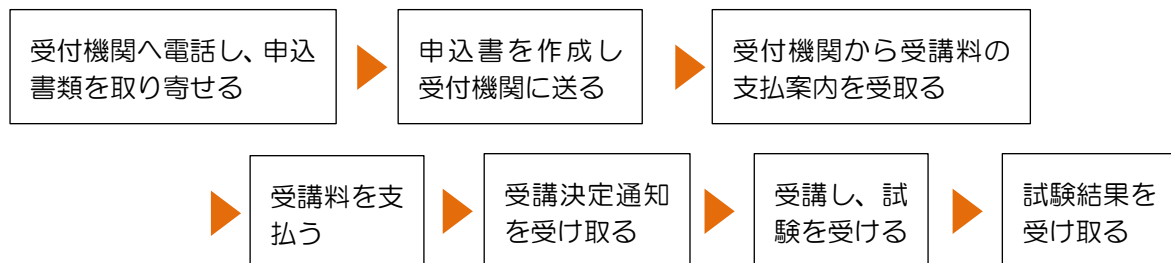 受付機関へ電話し、申込
書類を取り寄せる
申込書を作成し
受付機関に送る
受付機関から受講料の
支払案内を受取る
受講料を支
払う
受講決定通知
を受け取る
受講し、試
験を受ける
試験結果を
受け取る